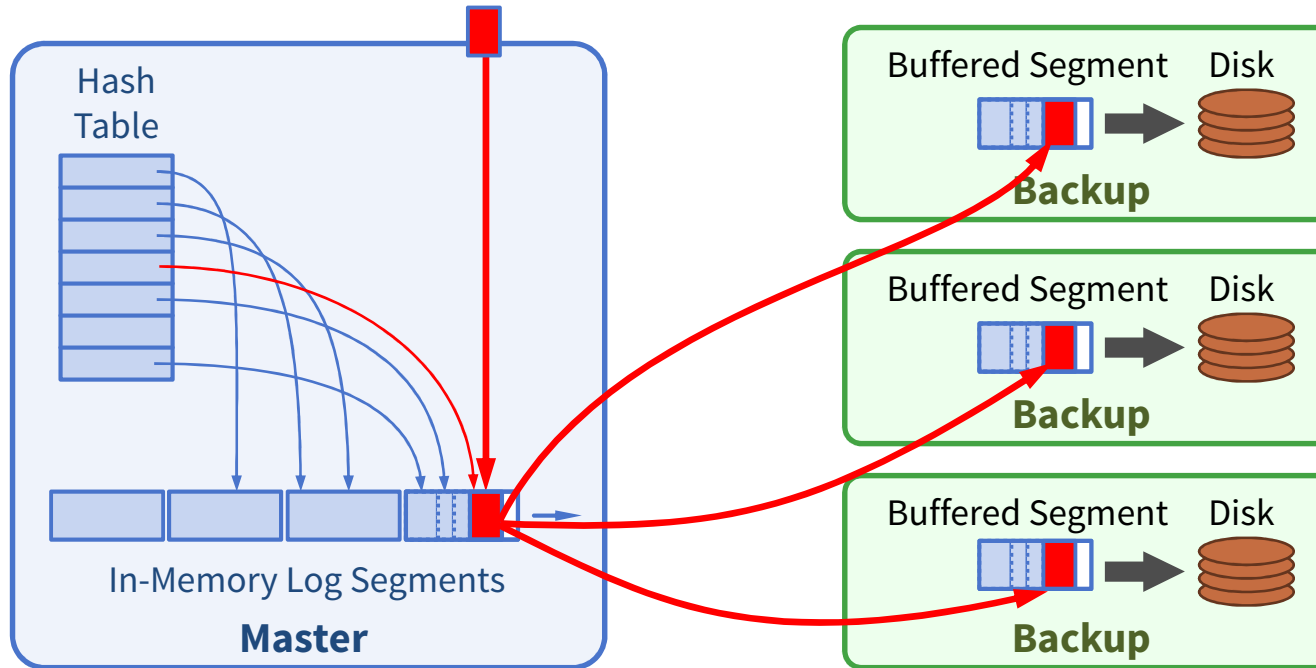 Hash
Table
In-Memory Log Segments
Master
Buffered Segment Disk
Backup
Buffered Segment Disk
Backup
Buffered Segment Disk
Backup